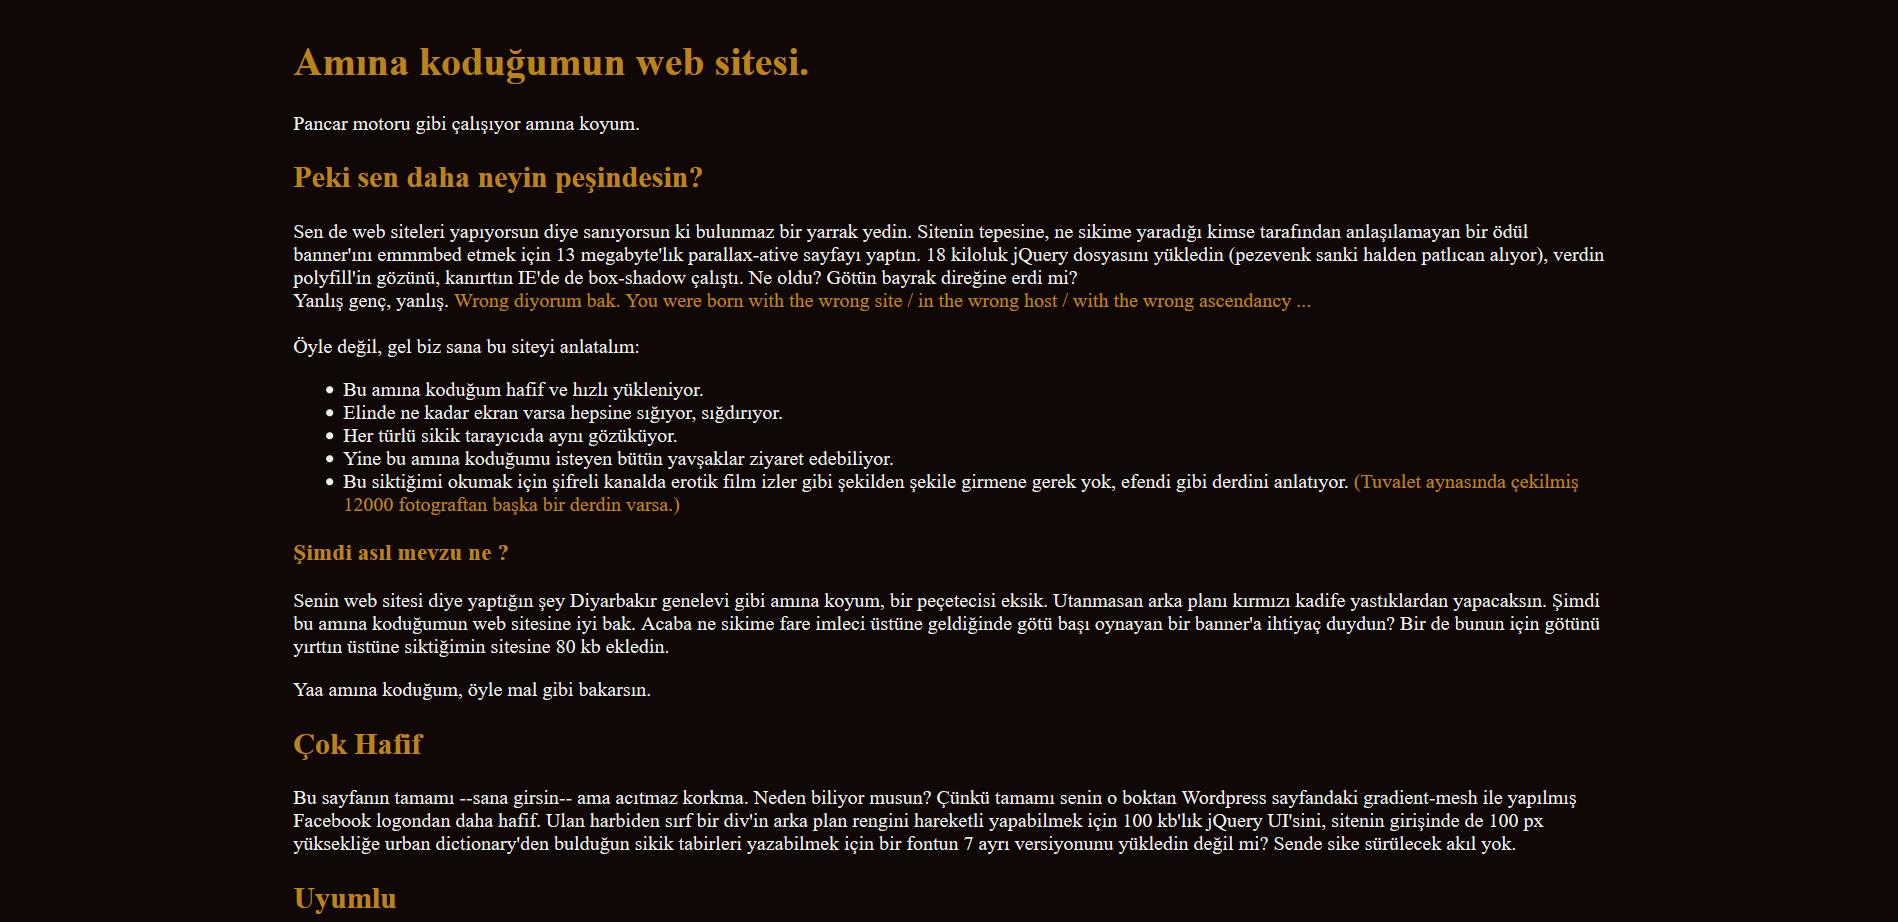 Amına koduğumun web sitesi.
Pancar motoru gibi çalışıyor amına koyum.
Peki sen daha neyin peşindesin?
Sen de web siteleri yapıyorsun diye sanıyorsun ki bulunmaz bir yarrak yedin. Sitenin tepesine, ne sikime yaradığı kimse tarafından anlaşılamayan bir ödül
banner'ını emmmbed etmek için 13 megabyte'lık parallax-ative sayfayı yaptın. 18 kiloluk jQuery dosyasını yükledin (pezevenk sanki halden patlıcan alıyor), verdin
polyfill'in gözünü, kanırttın IE'de de box-shadow çalıştı. Ne oldu? Götün bayrak direğine erdi mi?
Yanlış genç, yanlış. Wrong diyorum bak. You were born with the wrong site / in the wrong host / with the wrong ascendancy ...
Öyle değil, gel biz sana bu siteyi anlatalım:
• Bu amına koduğum hafif ve hızlı yükleniyor.
• Elinde ne kadar ekran varsa hepsine sığıyor, sığdırıyor.
• Her türlü sikik tarayıcıda aynı gözüküyor.
• Yine bu amına koduğumu isteyen bütün yavşaklar ziyaret edebiliyor.
• Bu siktiğimi okumak için şifreli kanalda erotik film izler gibi şekilden şekile girmene gerek yok, efendi gibi derdini anlatıyor. (Tuvalet aynasında çekilmiş
12000 fotograftan başka bir derdin varsa.)
Şimdi asıl mevzu ne ?
Senin web sitesi diye yaptığın şey Diyarbakır genelevi gibi amına koyum, bir peçetecisi eksik. Utanmasan arka planı kırmızı kadife yastıklardan yapacaksın. Şimdi
bu amına koduğumun web sitesine iyi bak. Acaba ne sikime fare imleci üstüne geldiğinde götü başı oynayan bir banner'a ihtiyaç duydun? Bir de bunun için götünü
yırttın üstüne siktiğimin sitesine 80 kb ekledin.
Yaa amına koduğum, öyle mal gibi bakarsın.
Çok Hafif
Bu sayfanın tamamı --sana girsin-- ama acıtmaz korkma. Neden biliyor musun? Çünkü tamamı senin o boktan Wordpress sayfandaki gradient-mesh ile yapılmış
Facebook logondan daha hafif. Ulan harbiden sırf bir div'in arka plan rengini hareketli yapabilmek için 100 kb'lık jQuery UI'sini, sitenin girişinde de 100 px
yüksekliğe urban dictionary'den bulduğun sikik tabirleri yazabilmek için bir fontun 7 ayrı versiyonunu yükledin değil mi? Sende sike sürülecek akıl yok.
Uyumlu